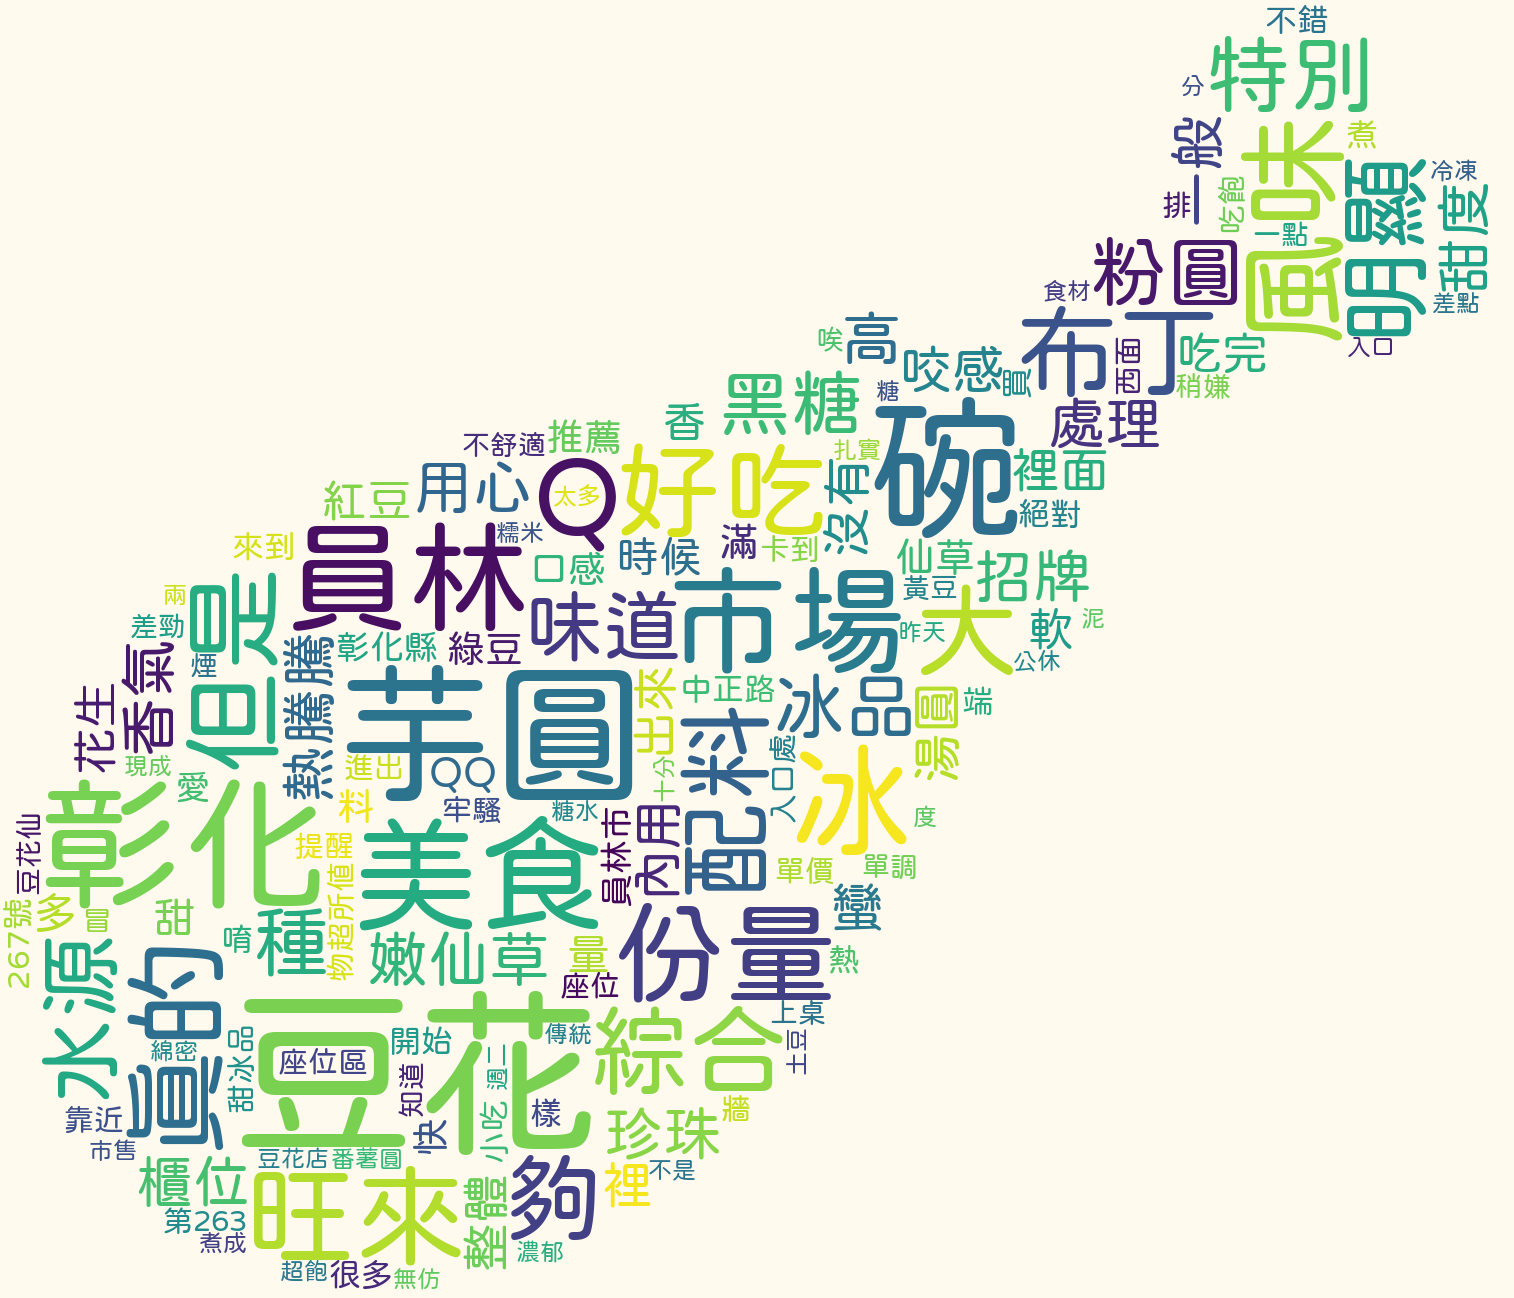 不錯
特別
分
一般
煮
風味
明顯
冷凍
排
吃飽
甜度
一點
粉圓
食材
差點
布丁
入口
高
唉
吃完
西面
咬感
買
稍嫌
黑糖
糖
碗
處理
香
推薦
不舒適
扎實
好吃
Q
太多
用心
沒有
裡面
紅豆
絕對
員林
糯米
滿
卡到
時候
來到
口感
仙草
招牌
市場
黃豆
但是
兩
味道
大
差勁
軟
泥
昨天
彰化縣
綠豆
熱騰騰
煙
香氣
公休
芋圓
出來
中正路
冰品
湯圓
端
花生
配料
入口處
冰
現成
進出
QQ
十分
愛
彰化
料
牢騷
糖水
度
豆花仙
美食
員林市
內用
提醒
單價
單調
物超所值
蠻
267號
多
冒
甜
種
份量
唷
嫩仙草
量
熱
水源
真的
座位
豆花
上桌
綜合
傳統
開始
甜冰品
綿密
座位區
週二
土豆
知道
小吃
樣
牆
靠近
快
珍珠
市售
豆花店
番薯圓
櫃位
旺來
整體
夠
裡
不是
第263
煮成
濃郁
超飽
很多
無仿